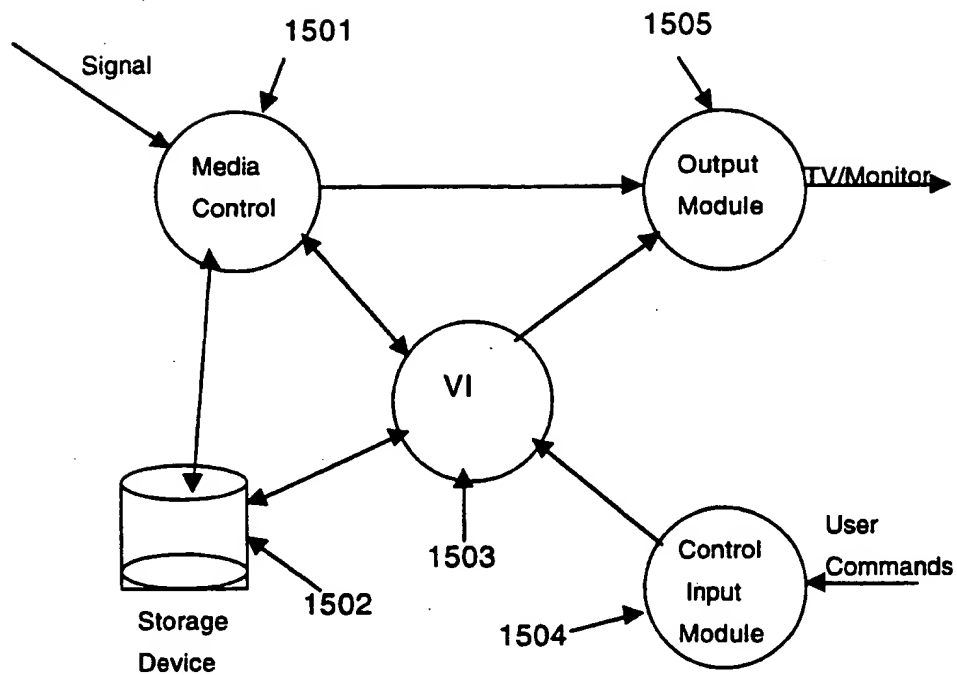 1501
1505
Signal
Media
Control
Output
Module
TV/Monitor
VI
1503
1502
Storage
Device
Control
Input
Module
User
Commands
1504